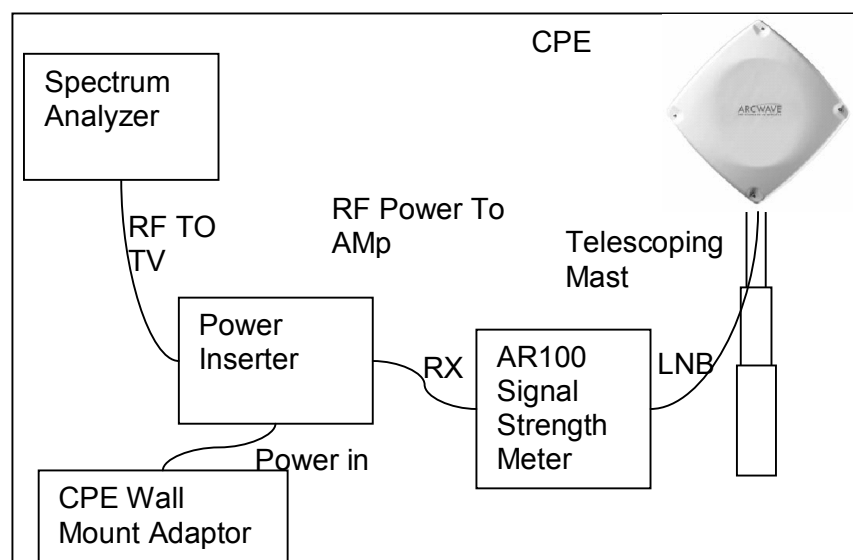 CPE
Spectrum
Analyzer
ARCWAVE
RF TO
TV
RF Power To
AMp
Telescoping
Mast
Power
Inserter
RX
AR100
Signal
Strength
Meter
LNB
Power in
CPE Wall
Mount Adaptor